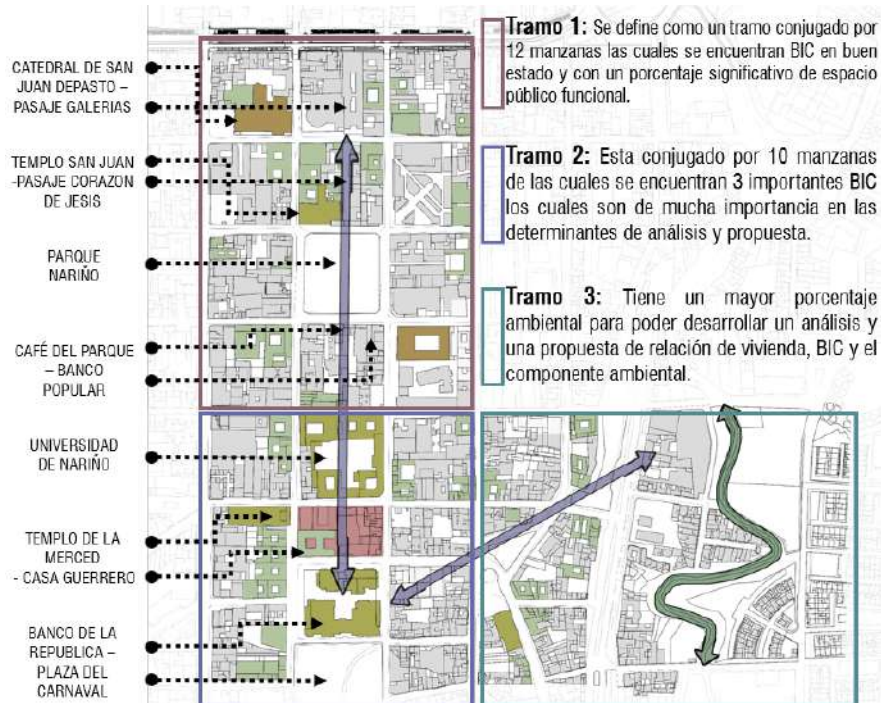 CATEDRAL DE SAN
JUAN DEPASTO –
PASAJE GALERIAS
TEMPLO SAN JUAN
-PASAJE CORAZON
DE JESIS
PARQUE
NARIÑO
CAFÉ DEL PARQUE
– BANCO
POPULAR
UNIVERSIDAD
DE NARIÑO
TEMPLO DE LA
MERCED
- CASA GUERRERO
BANCO DE LA
REPUBLICA –
PLAZA DEL
CARNAVAL
Tramo 1: Se define como un tramo conjugado por
12 manzanas las cuales se encuentran BIC en buen
estado y con un porcentaje significativo de espacio
público funcional.
Tramo 2: Esta conjugado por 10 manzanas
de las cuales se encuentran 3 importantes BIC
los cuales son de mucha importancia en las
determinantes de análisis y propuesta.
Tramo 3: Tiene un mayor porcentaje
ambiental para poder desarrollar un análisis y
una propuesta de relación de vivienda, BIC y el
componente ambiental.